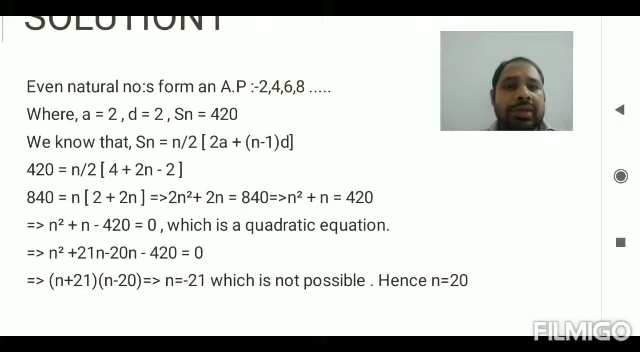 SOLUTION1
Even natural no:s form an A.P :-2,4,6,8 .....
Where, a = 2 , d = 2 , Sn = 420
We know that, Sn = n/2 [ 2a + (n-1)d]
420 = n/2 [ 4 + 2n - 2 ]
840 = n [ 2 + 2n ] =>2n²+ 2n = 840=>n² + n = 420
=> n² + n - 420 = 0 , which is a quadratic equation.
=> n² +21n-20n - 420 = 0
=> (n+21)(n-20)=> n=-21 which is not possible . Hence n=20
FILMIGO